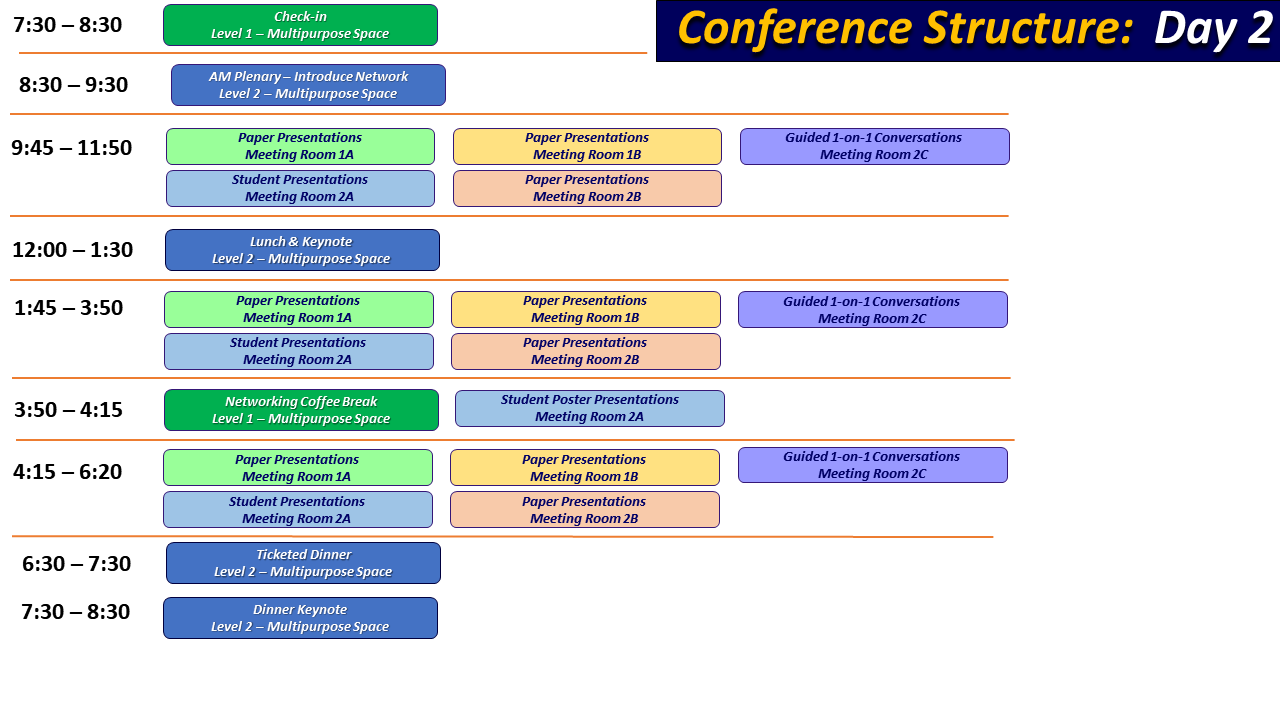 Conference Structure: Day 2
7:30 – 8:30
Check-in
Level 1 – Multipurpose Space
8:30 – 9:30
AM Plenary – Introduce Network
Level 2 – Multipurpose Space
9:45 – 11:50
Paper Presentations
Meeting Room 1A
Paper Presentations
Meeting Room 1B
Guided 1-on-1 Conversations
Meeting Room 2C
Student Presentations
Meeting Room 2A
Paper Presentations
Meeting Room 2B
12:00 – 1:30
Lunch & Keynote
Level 2 – Multipurpose Space
1:45 – 3:50
Paper Presentations
Meeting Room 1A
Paper Presentations
Meeting Room 1B
Guided 1-on-1 Conversations
Meeting Room 2C
Student Presentations
Meeting Room 2A
Paper Presentations
Meeting Room 2B
3:50 – 4:15
Networking Coffee Break
Level 1 – Multipurpose Space
Student Poster Presentations
Meeting Room 2A
4:15 – 6:20
Paper Presentations
Meeting Room 1A
Paper Presentations
Meeting Room 1B
Guided 1-on-1 Conversations
Meeting Room 2C
Student Presentations
Meeting Room 2A
Paper Presentations
Meeting Room 2B
6:30 – 7:30
Ticketed Dinner
Level 2 – Multipurpose Space
7:30 – 8:30
Dinner Keynote
Level 2 – Multipurpose Space